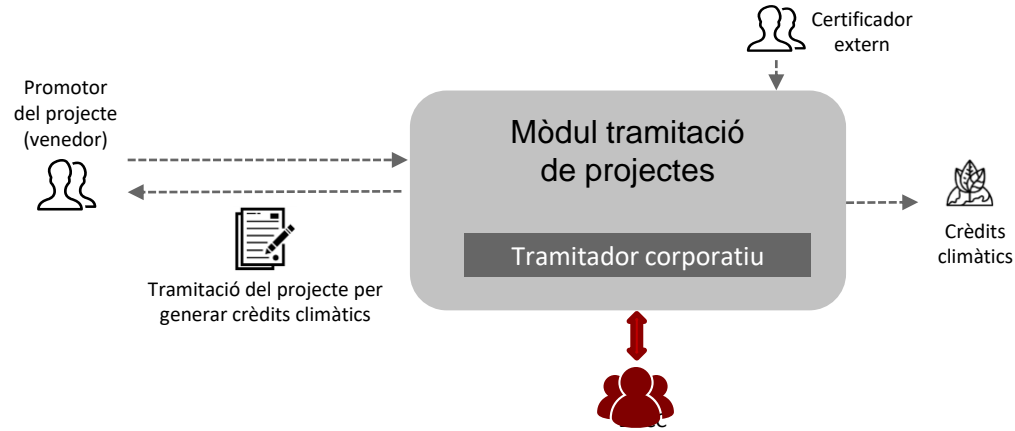 Certificador
extern
Promotor
del projecte
(venedor)
Mòdul tramitació
de projectes
Tramitador corporatiu
Crèdits
climàtics
Tramitació del projecte per
generar crèdits climàtics